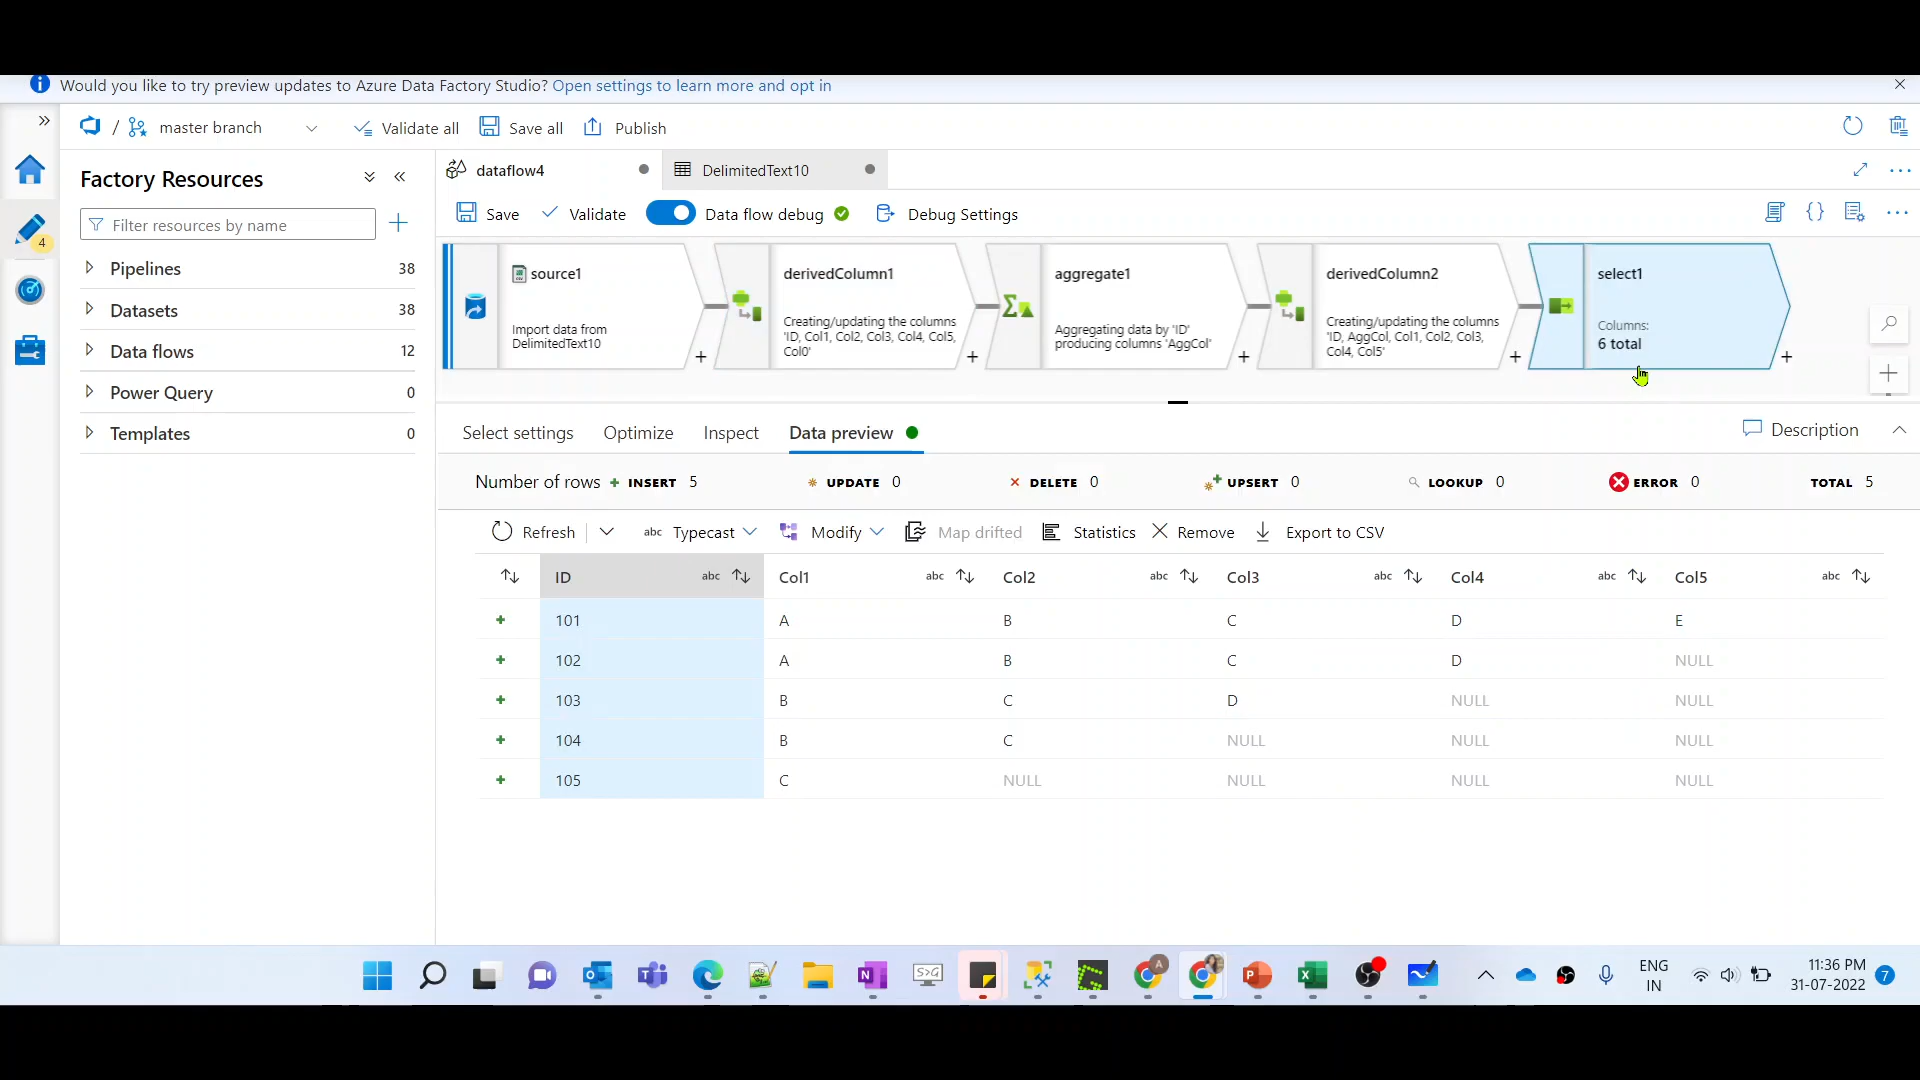 Would you like to try preview updates to Azure Data Factory Studio? Open settings to learn more and opt in
/ master branch Validate all Save all Publish
4
Factory Resources
Filter resources by name
Pipelines 38
Datasets 38
Data flows 12
Power Query 0
Templates 0
dataflow4 DelimitedText10
Save Validate Data flow debug Debug Settings
source1
Import data from
DelimitedText10
+
derivedColumn1
Creating/updating the columns
'ID, Col1, Col2, Col3, Col4, Col5,
Col0'
+
aggregate1
Aggregating data by 'ID'
producing columns 'AggCol'
+
derivedColumn2
Creating/updating the columns
'ID, AggCol, Col1, Col2, Col3,
Col4, Col5'
+
select1
Columns:
6 total
+
Select settings Optimize Inspect Data preview Description
Number of rows + INSERT 5 UPDATE 0 DELETE 0 UPSERT 0 LOOKUP 0 ERROR 0 TOTAL 5
Refresh abc Typecast Modify Map drifted Statistics Remove Export to CSV
ID abc Col1 abc Col2 abc Col3 abc Col4 abc Col5 abc
+ 101 A B C D E
+ 102 A B C D NULL
+ 103 B C D NULL NULL
+ 104 B C NULL NULL NULL
+ 105 C NULL NULL NULL NULL
ENG
IN
11:36 PM
31-07-2022
7